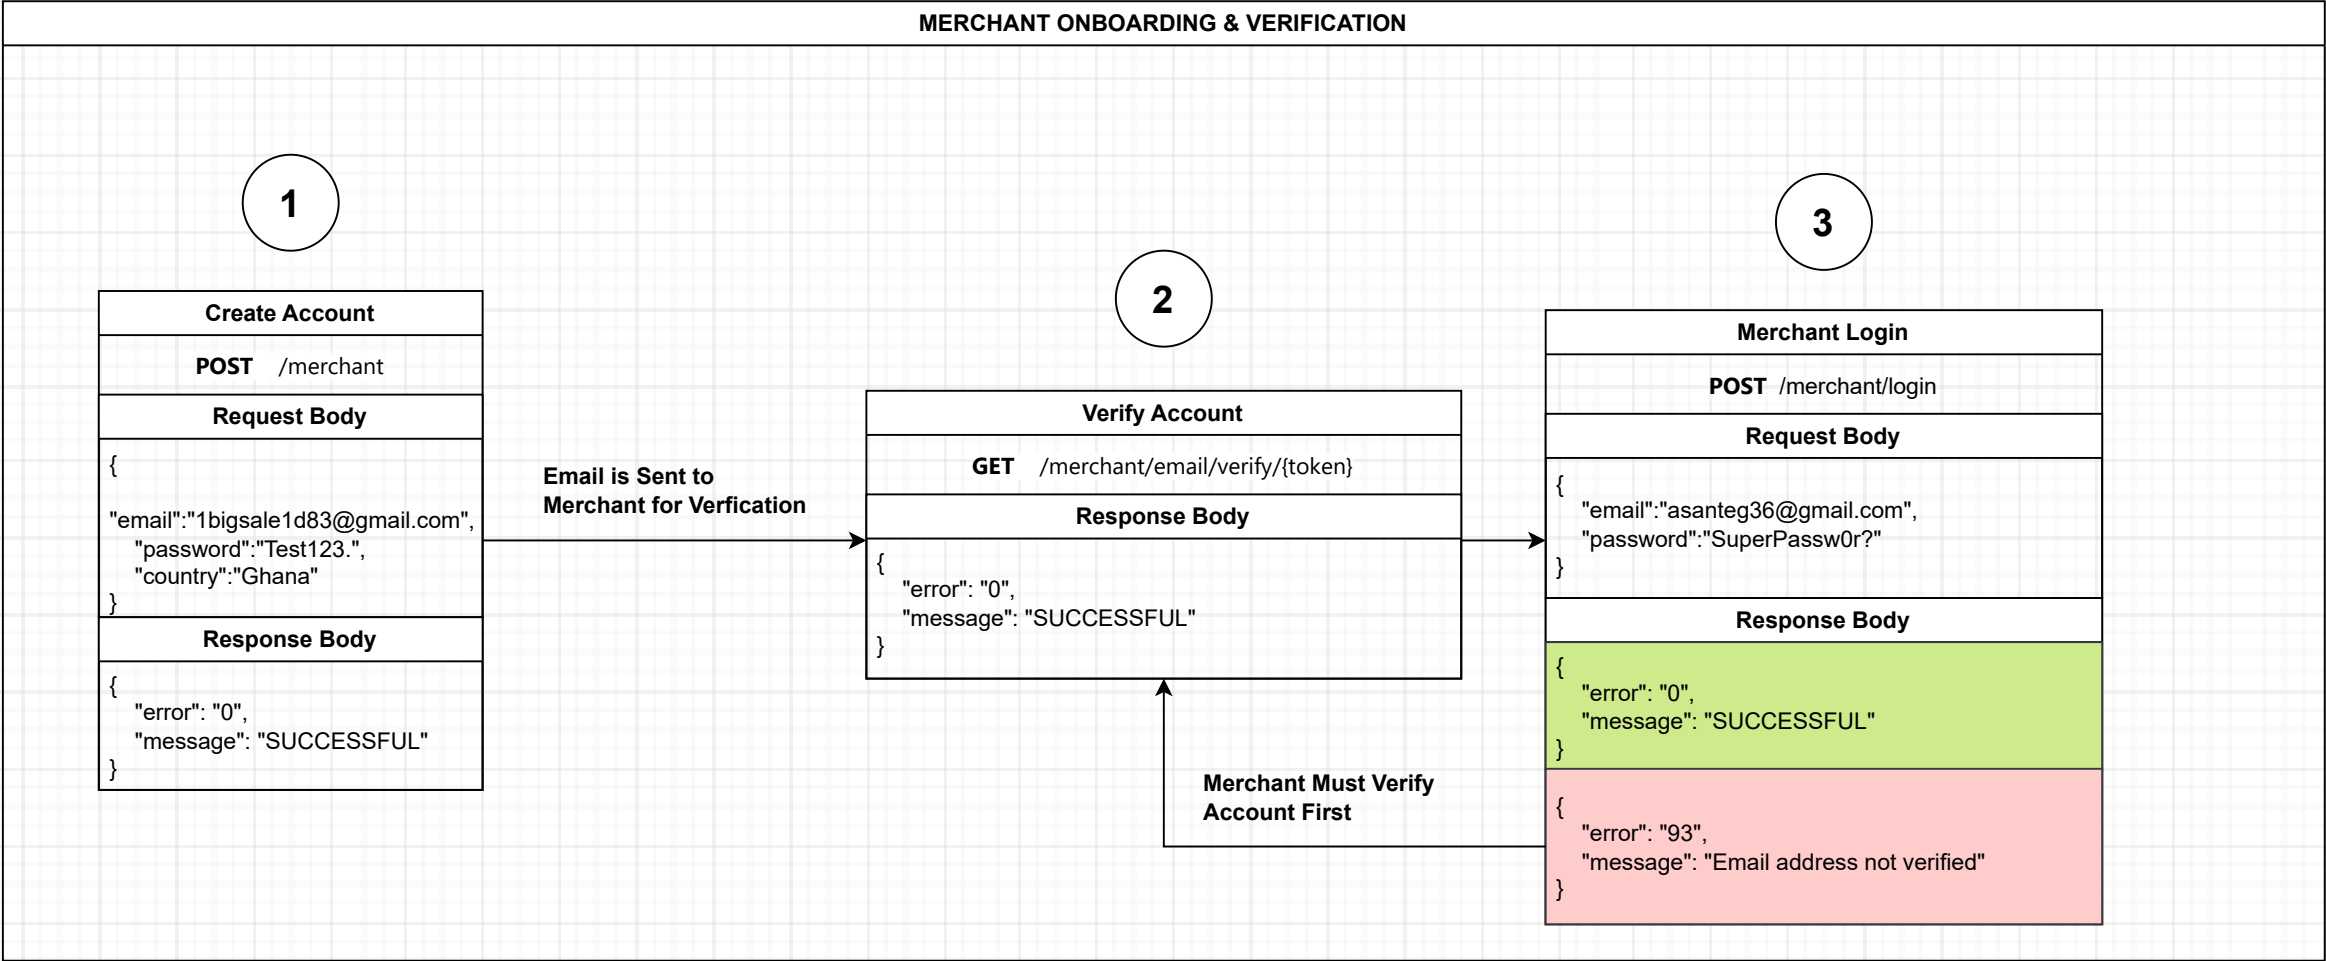 MERCHANT ONBOARDING & VERIFICATION
1
Create Account
POST /merchant
Request Body
{
"email":"1bigsale1d83@gmail.com",
"password":"Test123.",
"country":"Ghana"
}
Response Body
{
"error": "0",
"message": "SUCCESSFUL"
}
Email is Sent to
Merchant for Verfication
2
Verify Account
GET /merchant/email/verify/{token}
Response Body
{
"error": "0",
"message": "SUCCESSFUL"
}
3
Merchant Login
POST /merchant/login
Request Body
{
"email":"asanteg36@gmail.com",
"password":"SuperPassw0r?"
}
Response Body
{
"error": "0",
"message": "SUCCESSFUL"
}
{
"error": "93",
"message": "Email address not verified"
}
Merchant Must Verify
Account First